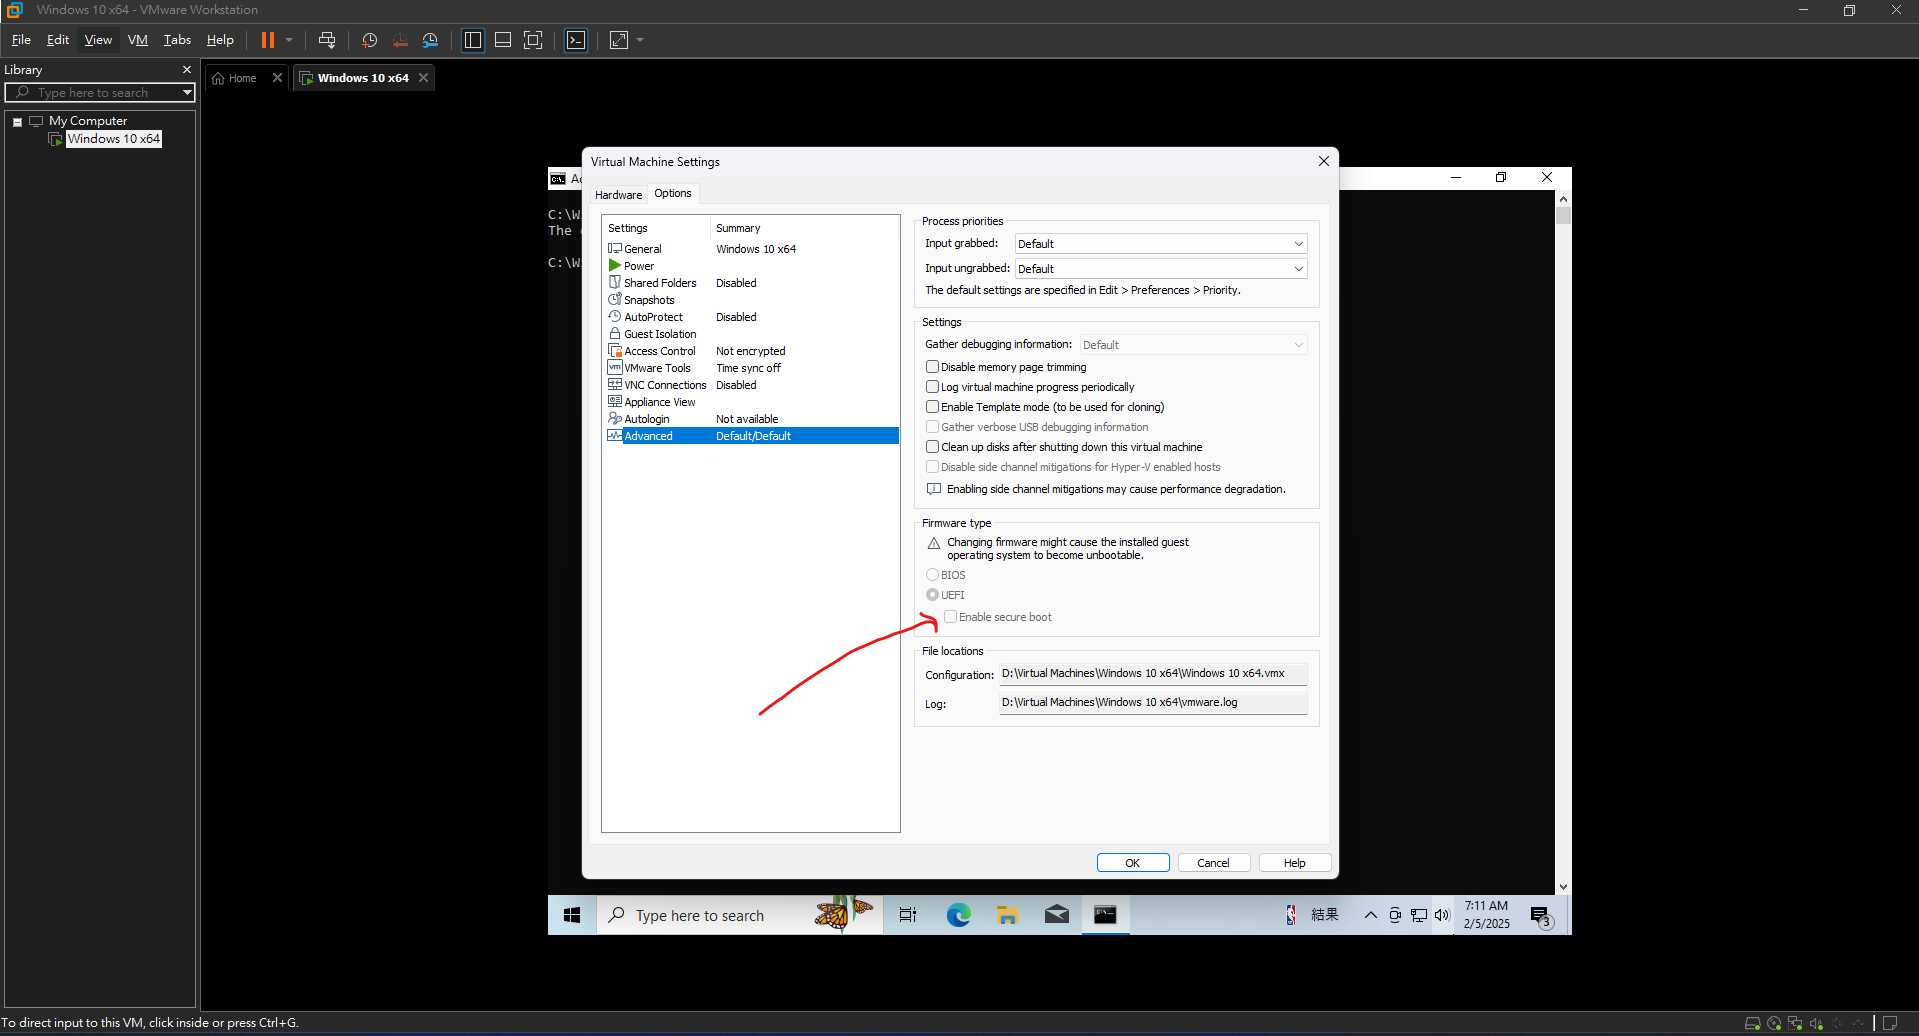 Windows 10 x64 - VMware Workstation
File Edit View VM Tabs Help
Library
Type here to search
My Computer
Windows 10 x64
Home
Windows 10 x64
C:\W
The
C:\W
Virtual Machine Settings
Hardware Options
Settings Summary
General Windows 10 x64
Power
Shared Folders Disabled
Snapshots
AutoProtect Disabled
Guest Isolation
Access Control Not encrypted
VMware Tools Time sync off
VNC Connections Disabled
Appliance View
Autologin Not available
Advanced Default/Default
Process priorities
Input grabbed: Default
Input ungrabbed: Default
The default settings are specified in Edit > Preferences > Priority.
Settings
Gather debugging information: Default
Disable memory page trimming
Log virtual machine progress periodically
Enable Template mode (to be used for cloning)
Gather verbose USB debugging information
Clean up disks after shutting down this virtual machine
Disable side channel mitigations for Hyper-V enabled hosts
Enabling side channel mitigations may cause performance degradation.
Firmware type
Changing firmware might cause the installed guest
operating system to become unbootable.
BIOS
UEFI
Enable secure boot
File locations
Configuration: D:\Virtual Machines\Windows 10 x64\Windows 10 x64.vmx
Log: D:\Virtual Machines\Windows 10 x64\vmware.log
OK Cancel Help
Type here to search
結果
7:11 AM
2/5/2025
3
To direct input to this VM, click inside or press Ctrl+G.